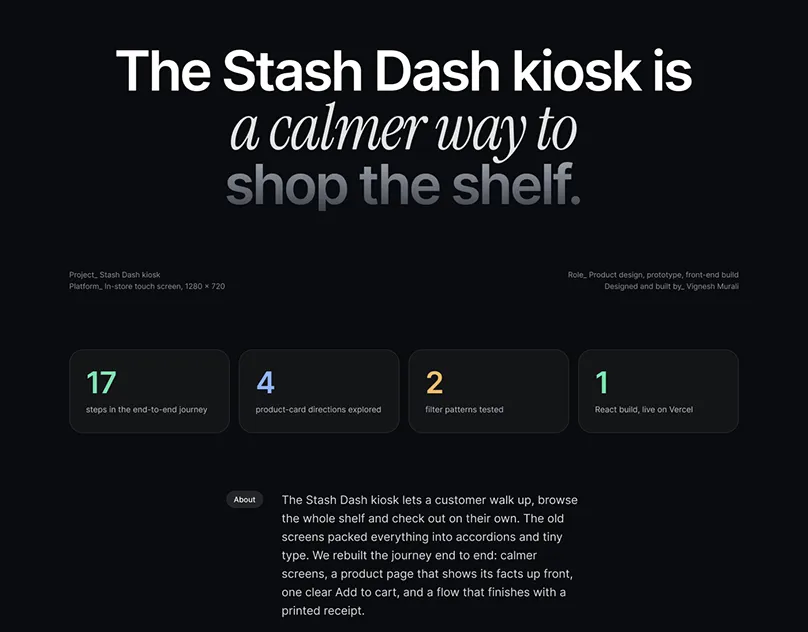 The Stash Dash kiosk is
a calmer way to
shop the shelf.
Project_ Stash Dash kiosk
Platform_ In-store touch screen, 1280 × 720
Role_ Product design, prototype, front-end build
Designed and built by_ Vignesh Murali
17
steps in the end-to-end journey
4
product-card directions explored
2
filter patterns tested
1
React build, live on Vercel
About
The Stash Dash kiosk lets a customer walk up, browse
the whole shelf and check out on their own. The old
screens packed everything into accordions and tiny
type. We rebuilt the journey end to end: calmer
screens, a product page that shows its facts up front,
one clear Add to cart, and a flow that finishes with a
printed receipt.